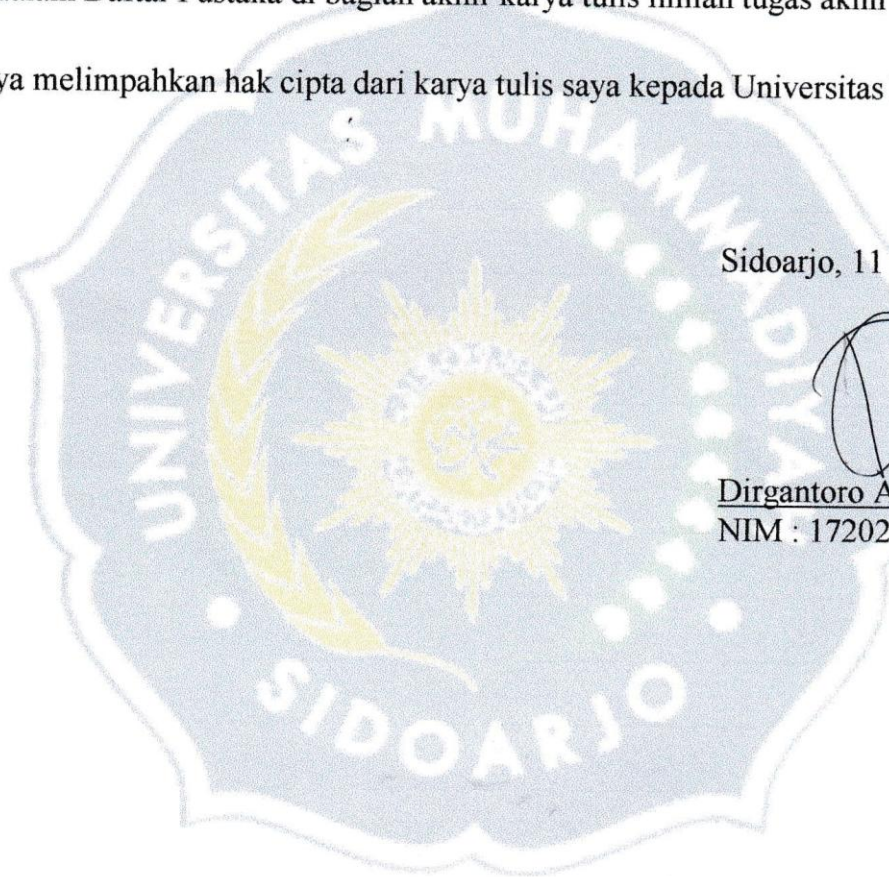 Daftar Pustaka di bagian akhir karya tulis ilmiah tugas akhir
ya melimpahkan hak cipta dari karya tulis saya kepada Universitas
UNIVERSITAS MUHAMMADIYA
Sidoarjo, 11
Dirgantoro A
NIM : 17202
SIDOARJO